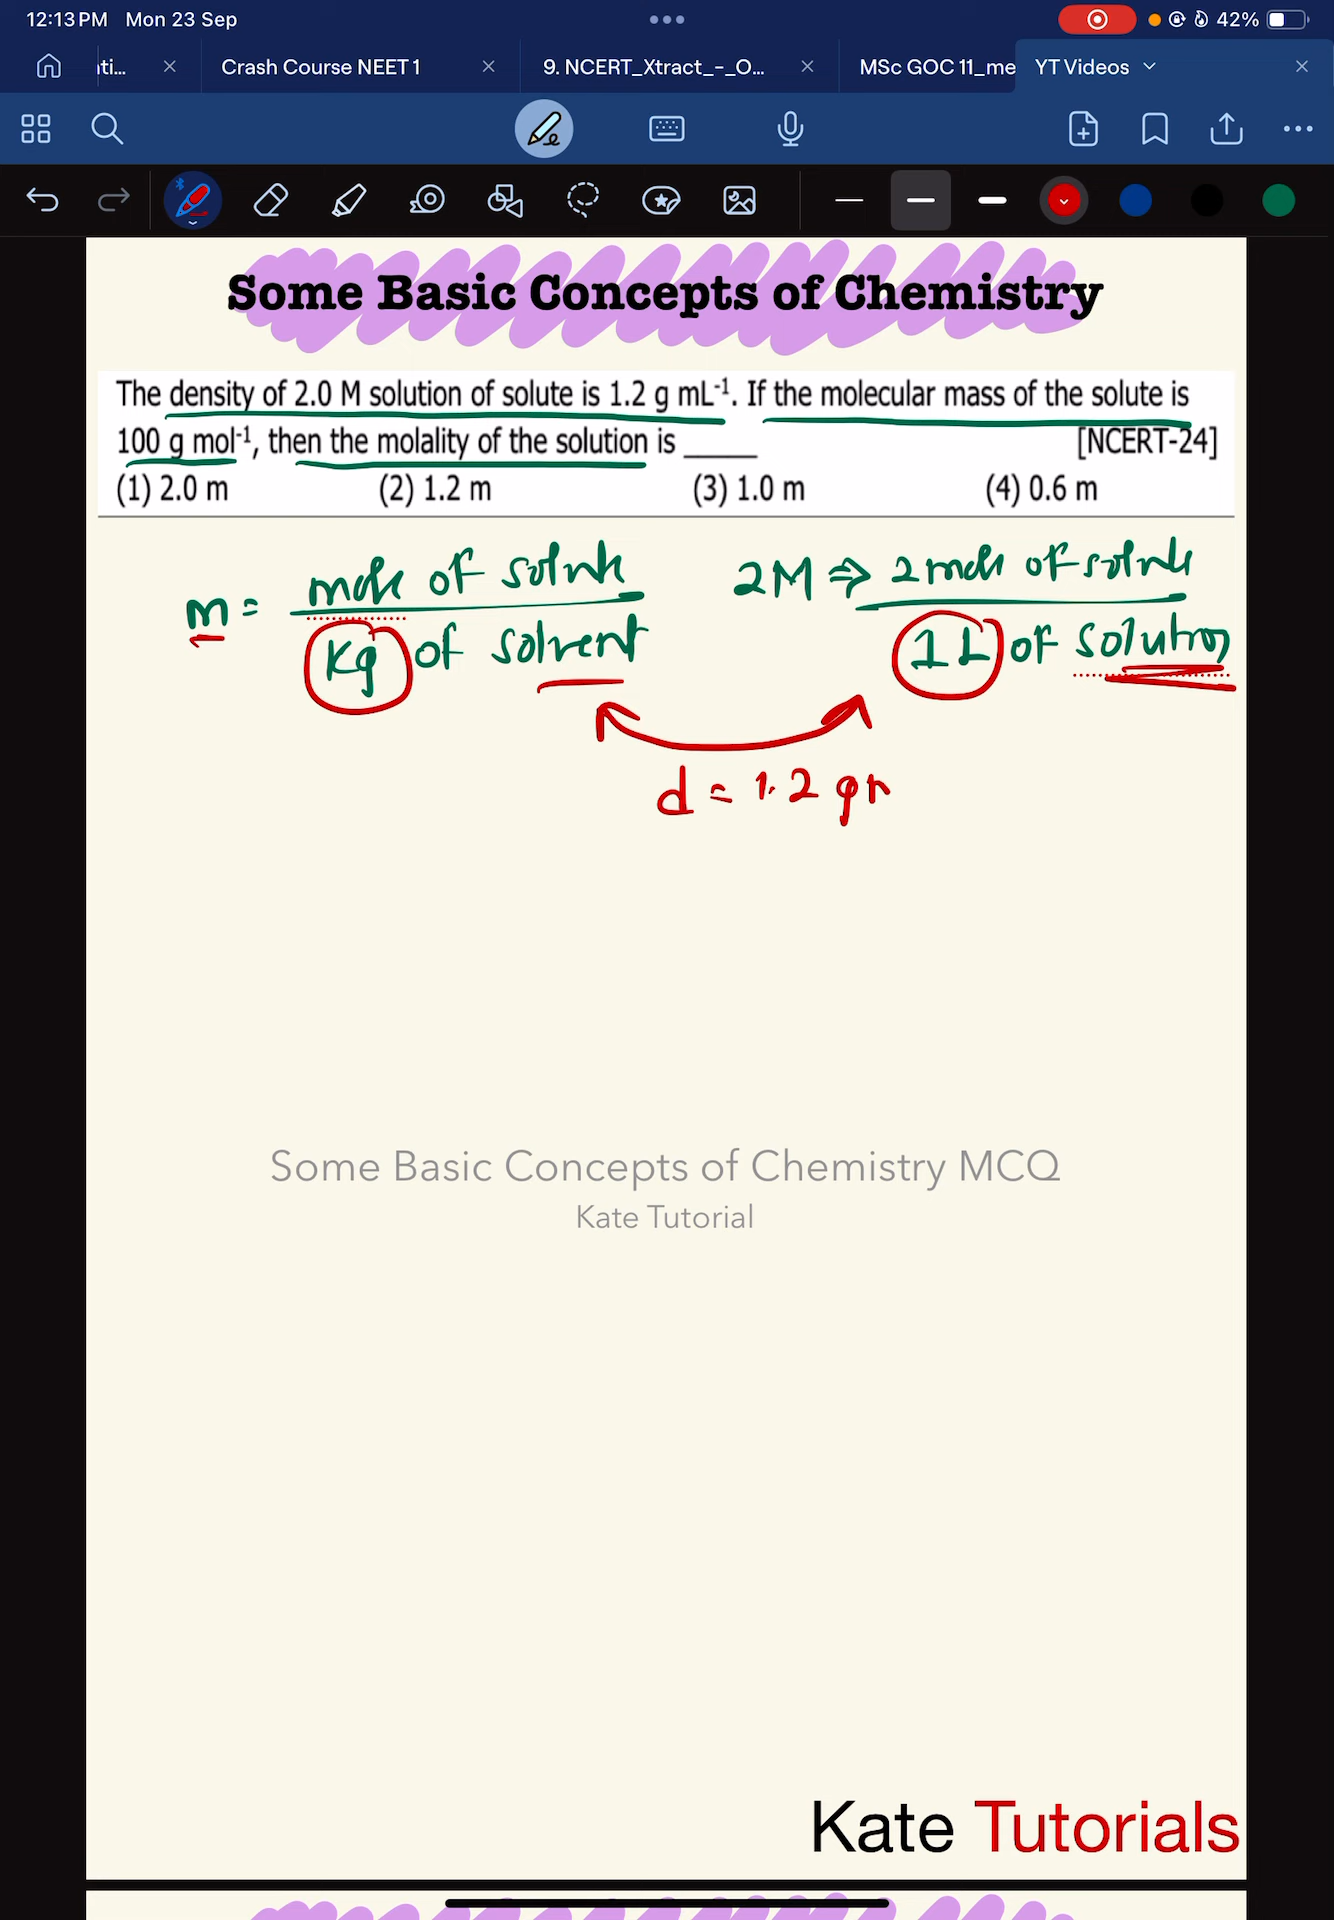 12:13 PM Mon 23 Sep
42%
ati...
Crash Course NEET 1
9. NCERT_Xtract_-_O...
MSc GOC 11_me
YT Videos
Some Basic Concepts of Chemistry
The density of 2.0 M solution of solute is 1.2 g mL⁻¹. If the molecular mass of the solute is
100 g mol⁻¹, then the molality of the solution is _____ [NCERT-24]
(1) 2.0 m (2) 1.2 m (3) 1.0 m (4) 0.6 m
m = mole of solute
Kg of solvent
2M ⇒ 2 mole of solute
1 L of solution
d = 1.2 gm
Some Basic Concepts of Chemistry MCQ
Kate Tutorial
Kate Tutorials